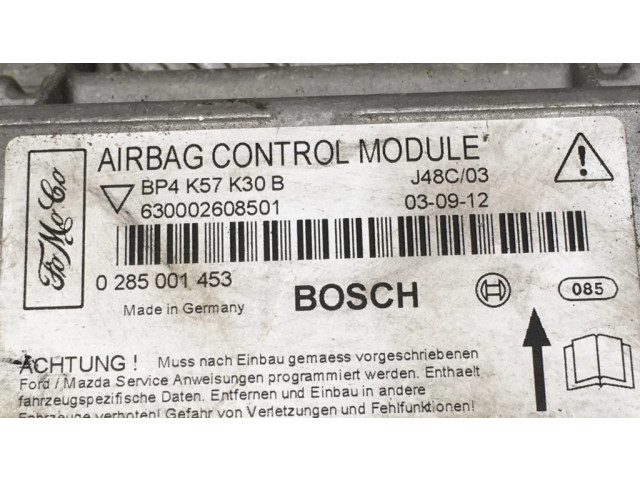 AIRBAG CONTROL MODULE
BP4 K57 K30 B
J48C/03
630002608501
03-09-12
FoMoCo
0 285 001 453
Made in Germany
BOSCH
085
ACHTUNG ! Muss nach Einbau gemaess vorgeschriebenen
Ford / Mazda Service Anweisungen programmiert werden. Enthaelt
fahrzeugspezifische Daten. Entfernen und Einbau in andere
Fahrzeuge verboten! Gefahr von Verletzungen und Fehlfunktionen!